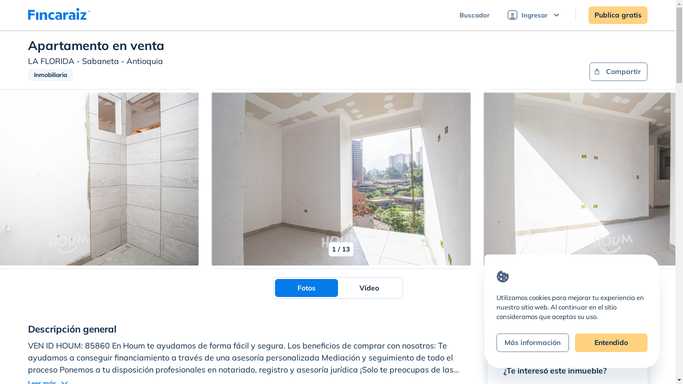 Fincaraiz
Buscador
Ingresar
Publica gratis
Apartamento en venta
LA FLORIDA - Sabaneta - Antioquia
Inmobiliaria
Compartir
HOUM
HOUM
1 / 13
HOUM
Fotos
Video
Descripción general
VEN ID HOUM: 85860 En Houm te ayudamos de forma fácil y segura. Los beneficios de comprar con nosotros: Te
ayudamos a conseguir financiamiento a través de una asesoría personalizada Mediación y seguimiento de todo el
proceso Ponemos a tu disposición profesionales en notariado, registro y asesoría jurídica ¡Solo te preocupas de las...
Leer más
Utilizamos cookies para mejorar tu experiencia en
nuestro sitio web. Al continuar en el sitio
consideramos que aceptas su uso.
Más información
Entendido
¿Te interesó este inmueble?